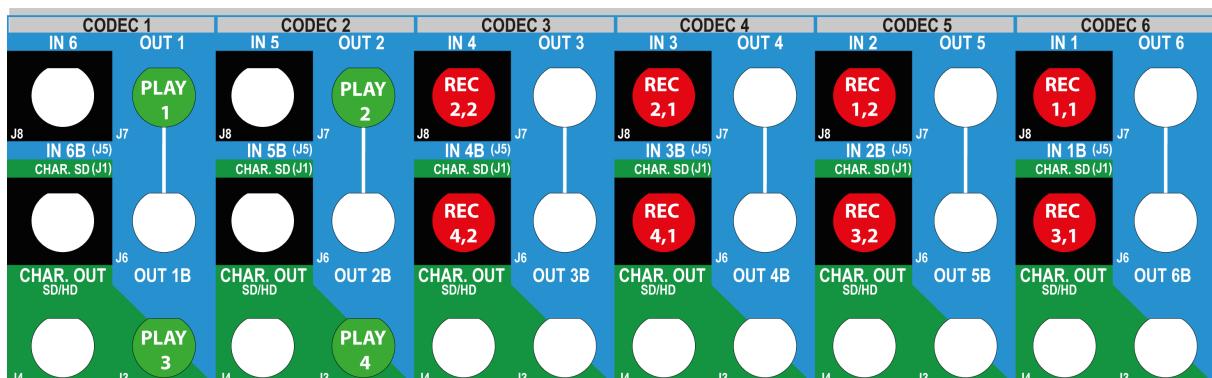 CODEC 1 CODEC 2 CODEC 3 CODEC 4 CODEC 5 CODEC 6
IN 6 OUT 1 IN 5 OUT 2 IN 4 OUT 3 IN 3 OUT 4 IN 2 OUT 5 IN 1 OUT 6
PLAY PLAY REC REC REC REC
1 2 2,2 2,1 1,2 1,1
J8 J7 J8 J7 J8 J7 J8 J7 J8 J7 J8 J7
IN 6B (J5) IN 5B (J5) IN 4B (J5) IN 3B (J5) IN 2B (J5) IN 1B (J5)
CHAR. SD (J1) CHAR. SD (J1) CHAR. SD (J1) CHAR. SD (J1) CHAR. SD (J1) CHAR. SD (J1)
REC REC REC REC
4,2 4,1 3,2 3,1
J6 J6 J6 J6 J6 J6
CHAR. OUT OUT 1B CHAR. OUT OUT 2B CHAR. OUT OUT 3B CHAR. OUT OUT 4B CHAR. OUT OUT 5B CHAR. OUT OUT 6B
SD/HD SD/HD SD/HD SD/HD SD/HD SD/HD
PLAY PLAY
3 4